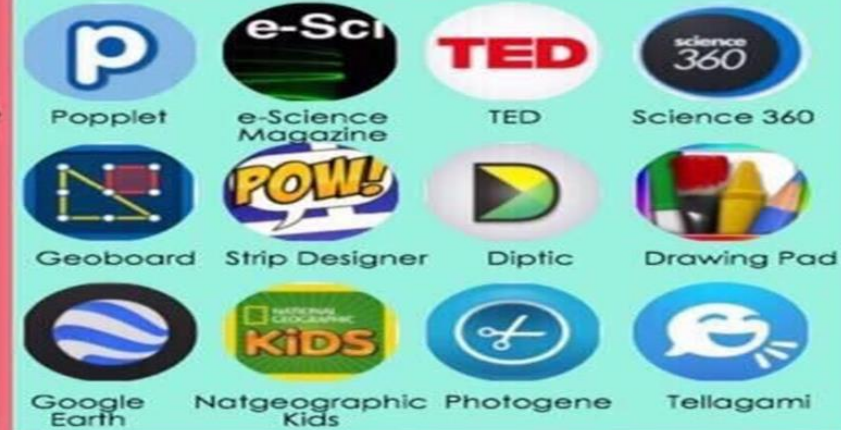 e-Sci
TED
science
360
Popplet
e-Science
Magazine
TED
Science 360
POW!
Geoboard
Strip Designer
Diptic
Drawing Pad
NATIONAL
GEOGRAPHIC
KiDS
Google
Earth
Natgeographic
Kids
Photogene
Tellagami